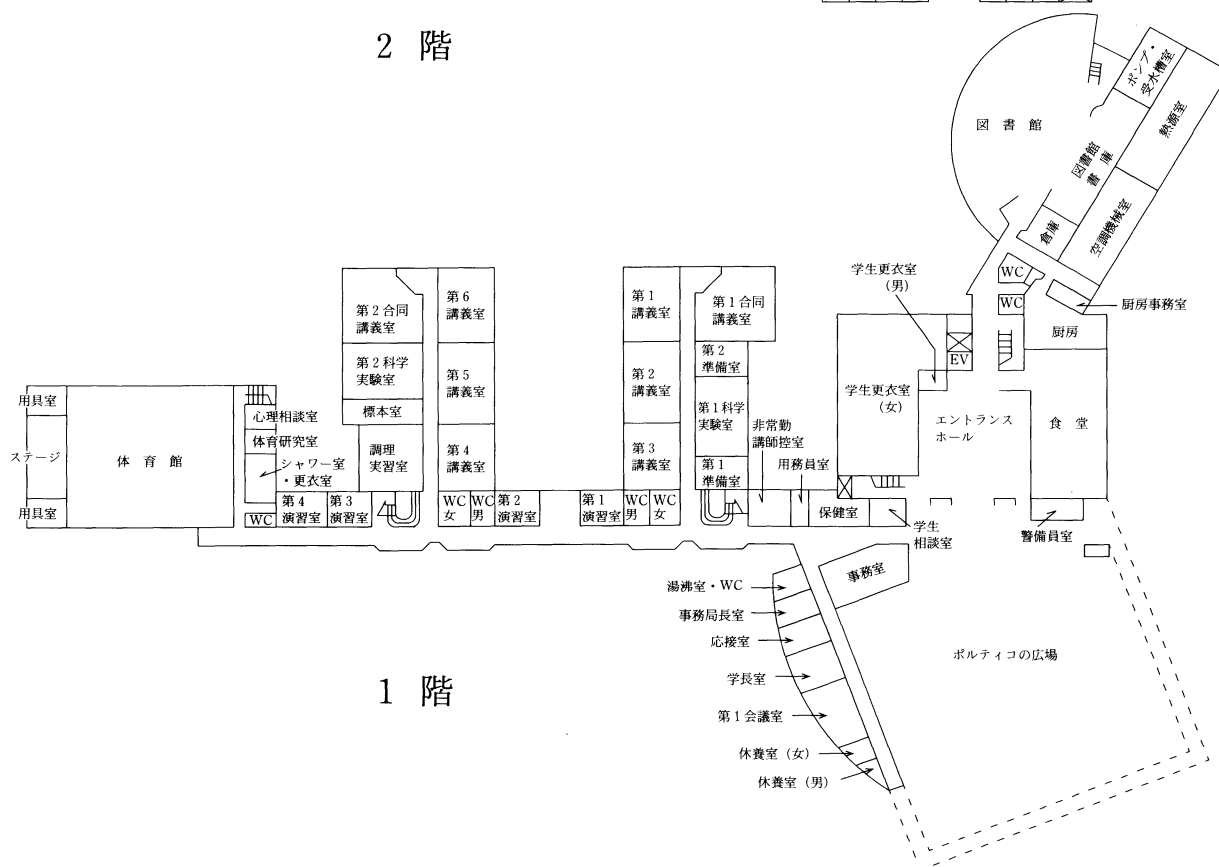 2 階
ポンプ・
受水槽室
熱源室
図 書 館
図書館
書 庫
倉庫
空調機械室
学生更衣室
(男)
WC
WC
厨房事務室
厨房
EV
第6
講義室
第1
講義室
第2合同
講義室
第1合同
講義室
第2科学
実験室
第2
準備室
第5
講義室
第2
講義室
学生更衣室
(女)
標本室
第1科学
実験室
エントランス
ホール
食 堂
用具室
心理相談室
体育研究室
ステージ
体 育 館
シャワー室
・更衣室
調理
実習室
第4
講義室
第3
講義室
非常勤
講師控室
第1
準備室
用務員室
用具室
WC
第4
演習室
第3
演習室
WC
女
WC
男
第2
演習室
第1
演習室
WC
男
WC
女
保健室
学生
相談室
警備員室
湯沸室・WC
事務室
事務局長室
応接室
学長室
第1会議室
休養室(女)
休養室(男)
ポルティコの広場
1 階